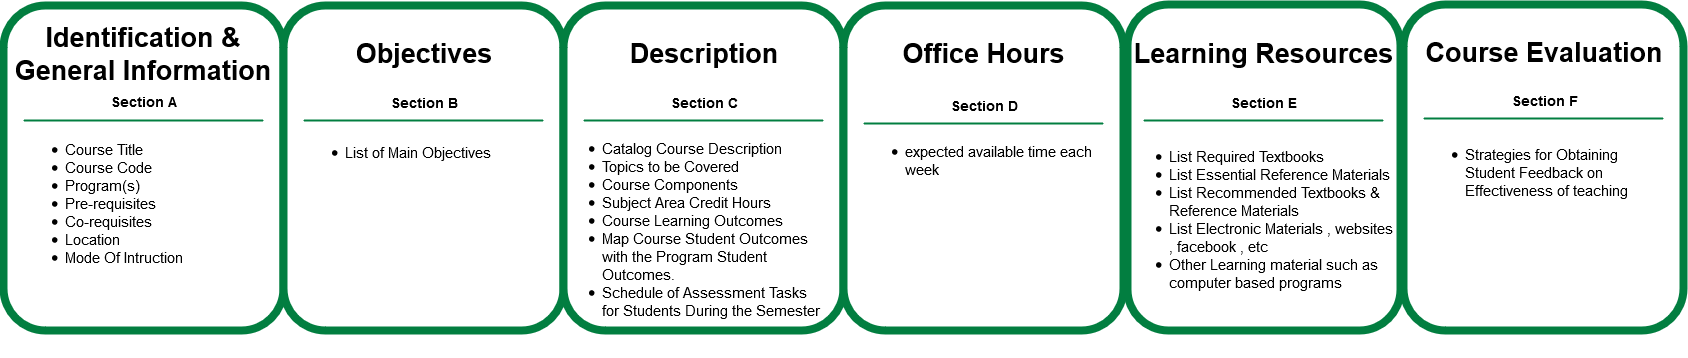 Identification &
General Information
Section A
• Course Title
• Course Code
• Program(s)
• Pre-requisites
• Co-requisites
• Location
• Mode Of Intruction
Objectives
Section B
• List of Main Objectives
Description
Section C
• Catalog Course Description
• Topics to be Covered
• Course Components
• Subject Area Credit Hours
• Course Learning Outcomes
• Map Course Student Outcomes
with the Program Student
Outcomes.
• Schedule of Assessment Tasks
for Students During the Semester
Office Hours
Section D
• expected available time each
week
Learning Resources
Section E
• List Required Textbooks
• List Essential Reference Materials
• List Recommended Textbooks &
Reference Materials
• List Electronic Materials , websites
, facebook , etc
• Other Learning material such as
computer based programs
Course Evaluation
Section F
• Strategies for Obtaining
Student Feedback on
Effectiveness of teaching